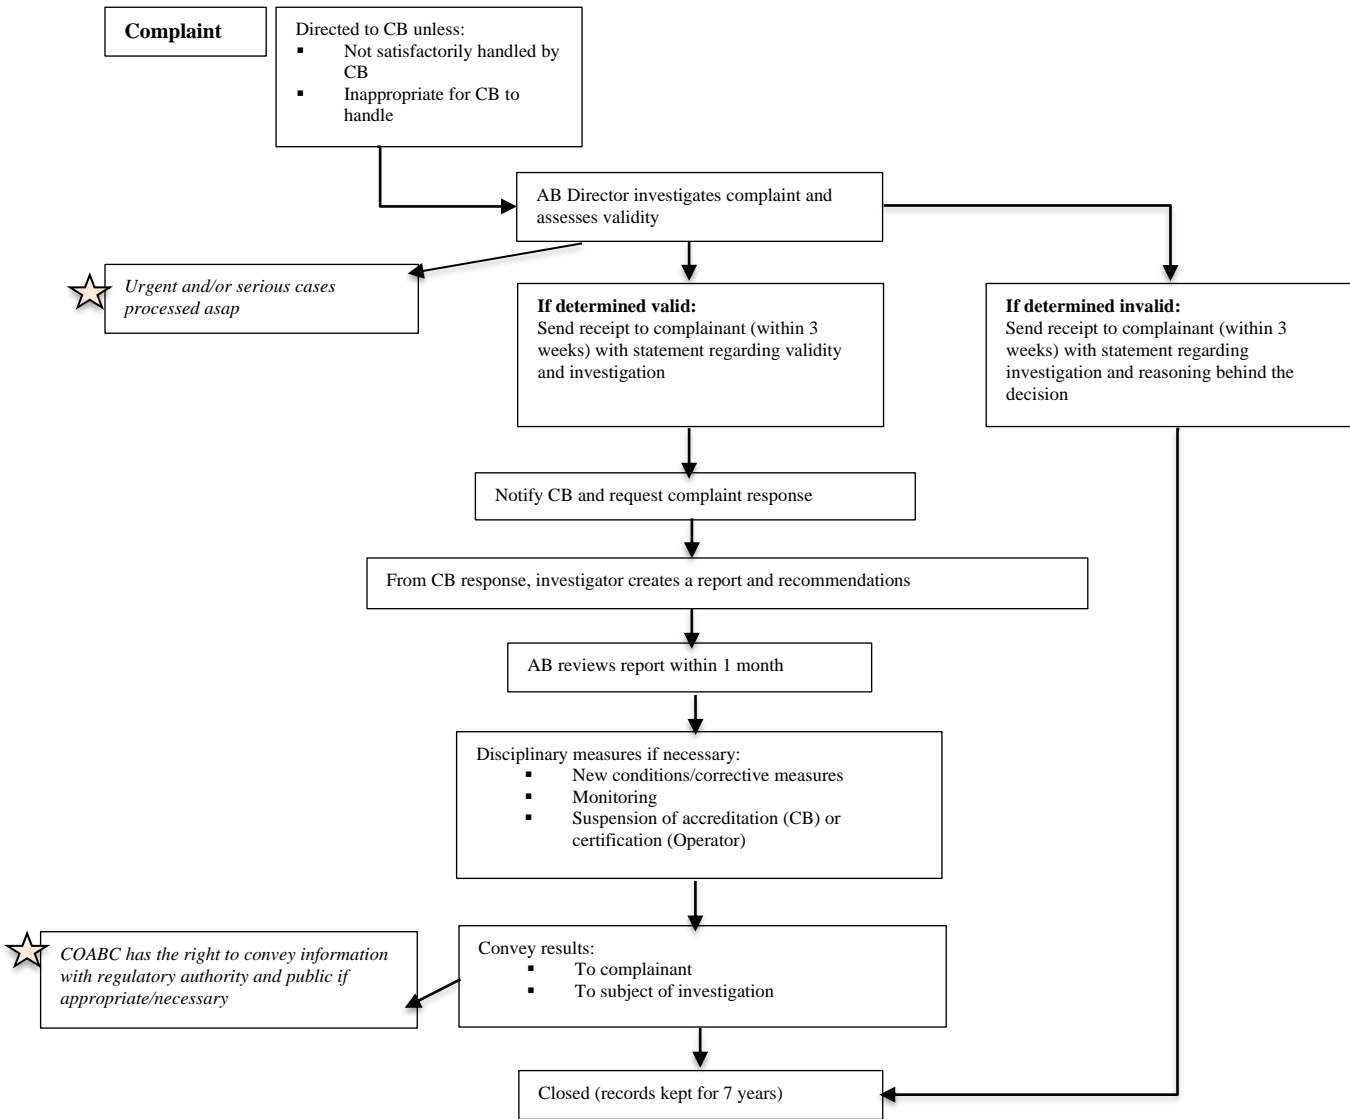 Complaint
Directed to CB unless:
▪ Not satisfactorily handled by
CB
▪ Inappropriate for CB to
handle
AB Director investigates complaint and
assesses validity
Urgent and/or serious cases
processed asap
If determined valid:
Send receipt to complainant (within 3
weeks) with statement regarding validity
and investigation
If determined invalid:
Send receipt to complainant (within 3
weeks) with statement regarding
investigation and reasoning behind the
decision
Notify CB and request complaint response
From CB response, investigator creates a report and recommendations
AB reviews report within 1 month
Disciplinary measures if necessary:
▪ New conditions/corrective measures
▪ Monitoring
▪ Suspension of accreditation (CB) or
certification (Operator)
COABC has the right to convey information
with regulatory authority and public if
appropriate/necessary
Convey results:
▪ To complainant
▪ To subject of investigation
Closed (records kept for 7 years)